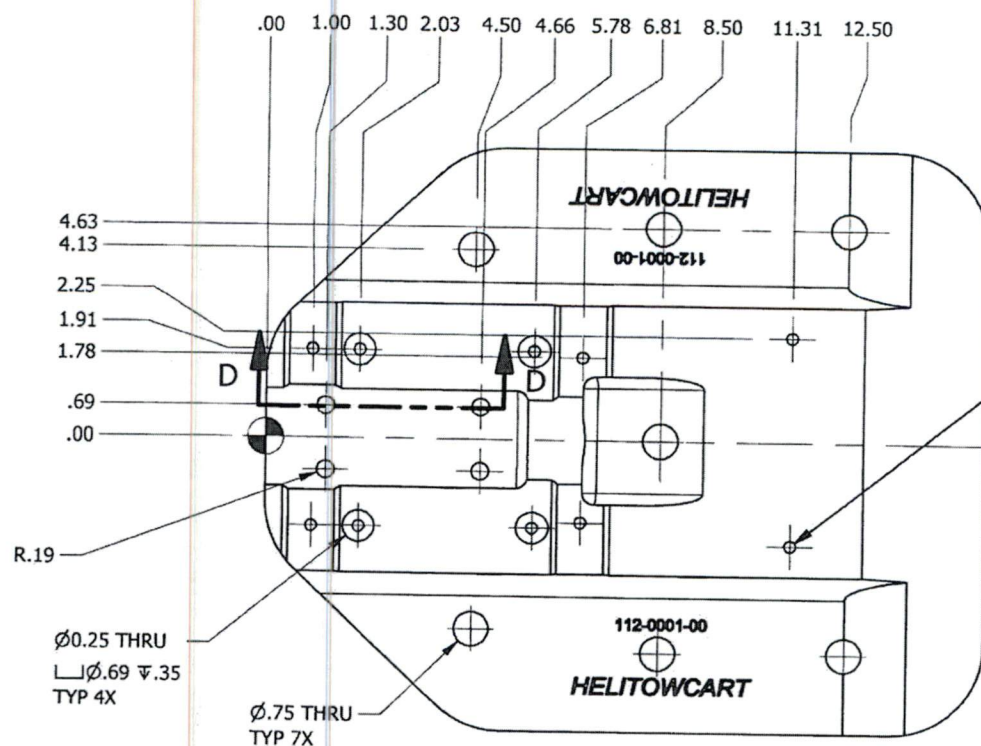 .00 1.00 1.30 2.03 4.50 4.66 5.78 6.81 8.50 11.31 12.50
HELITOWCART
4.63
4.13
112-0001-00
2.25
1.91
1.78
D D
.69
.00
R.19
Ø0.25 THRU
⌴Ø.69 ↧.35
TYP 4X
112-0001-00
HELITOWCART
Ø.75 THRU
TYP 7X